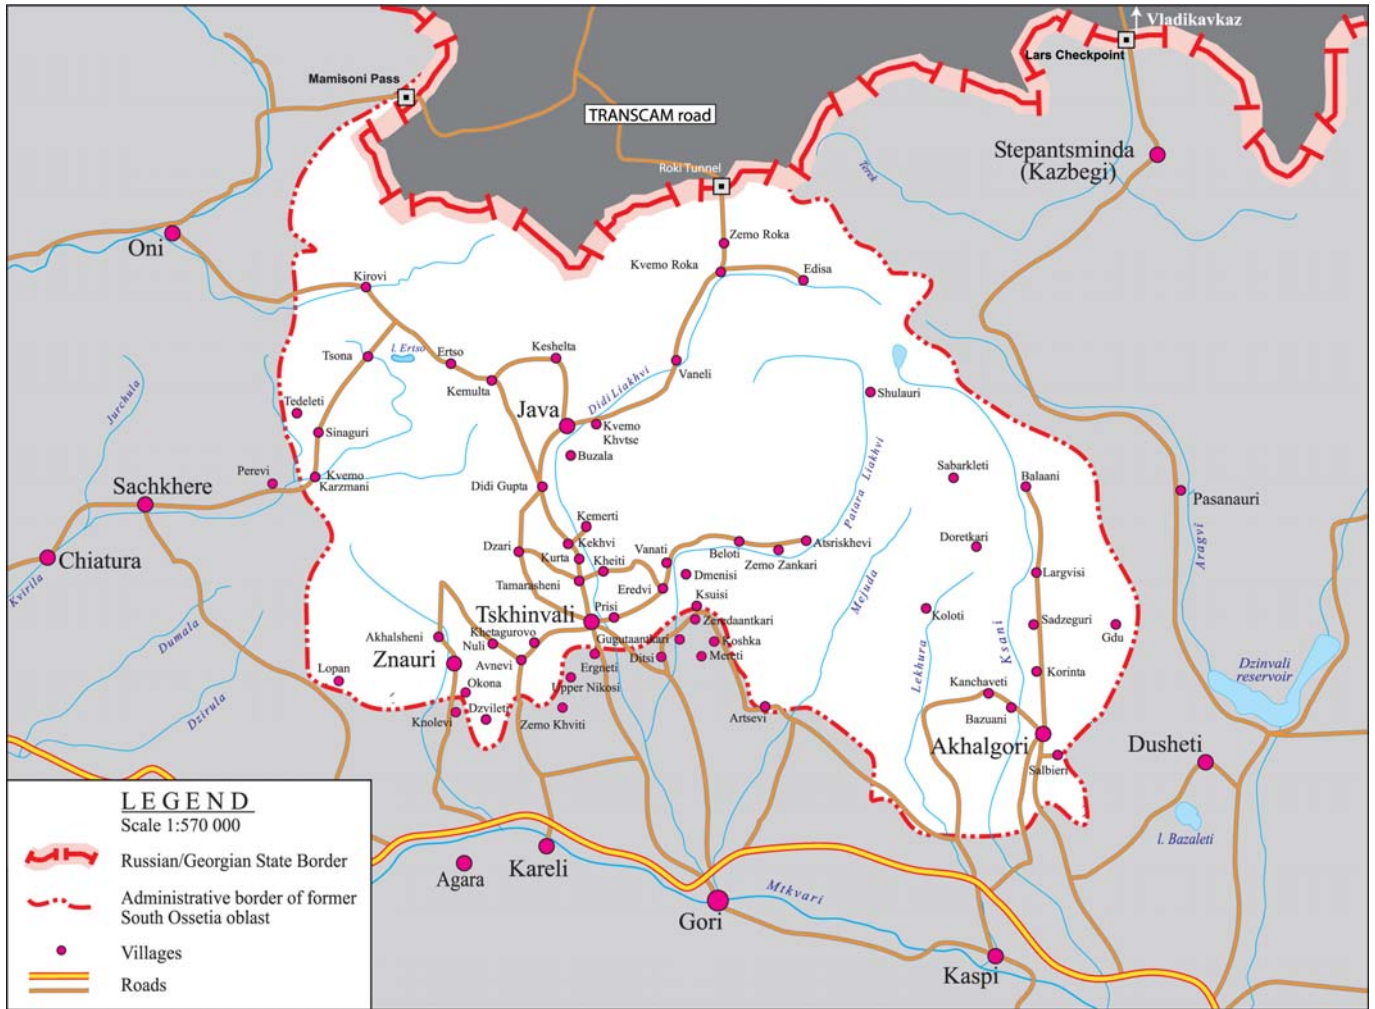 Vladikavkaz
Lars Checkpoint
Mamisoni Pass
TRANSCAM road
Roki Tunnel
Stepantsminda
(Kazbegi)
Terek
Oni
Zemo Roka
Kvemo Roka
Edisa
Kirovi
Tsona
l. Ertso
Ertso
Keshelta
Kemulta
Vaneli
Didi Liakhvi
Jurchula
Tedeleti
Sinaguri
Java
Kvemo
Khvtse
Shulauri
Buzala
Perevi
Kvemo
Karzmani
Didi Gupta
Patara Liakhvi
Sabarkleti
Balaani
Sachkhere
Pasanauri
Aragvi
Chiatura
Kvirila
Kemerti
Dzari
Kekhvi
Kurta
Kheiti
Vanati
Beloti
Zemo Zankari
Atsriskhevi
Doretkari
Tamarasheni
Eredvi
Dmenisi
Largvisi
Mejuda
Dumala
Tskhinvali
Prisi
Ksuisi
Zeredaantkari
Koloti
Sadzeguri
Gdu
Akhalsheni
Khetagurovo
Nuli
Gugutaantkari
Koshka
Ksani
Lekhura
Znauri
Avnevi
Ergneti
Ditsi
Mereti
Lopan
Okona
Upper Nikosi
Korinta
Dzinvali
reservoir
Kanchaveti
Dzirula
Knolevi
Dzvileti
Zemo Khviti
Artsevi
Bazuani
Akhalgori
Salbieri
Dusheti
l. Bazaleti
LEGEND
Scale 1:570 000
Russian/Georgian State Border
Administrative border of former
South Ossetia oblast
Villages
Roads
Agara
Kareli
Gori
Mtkvari
Kaspi